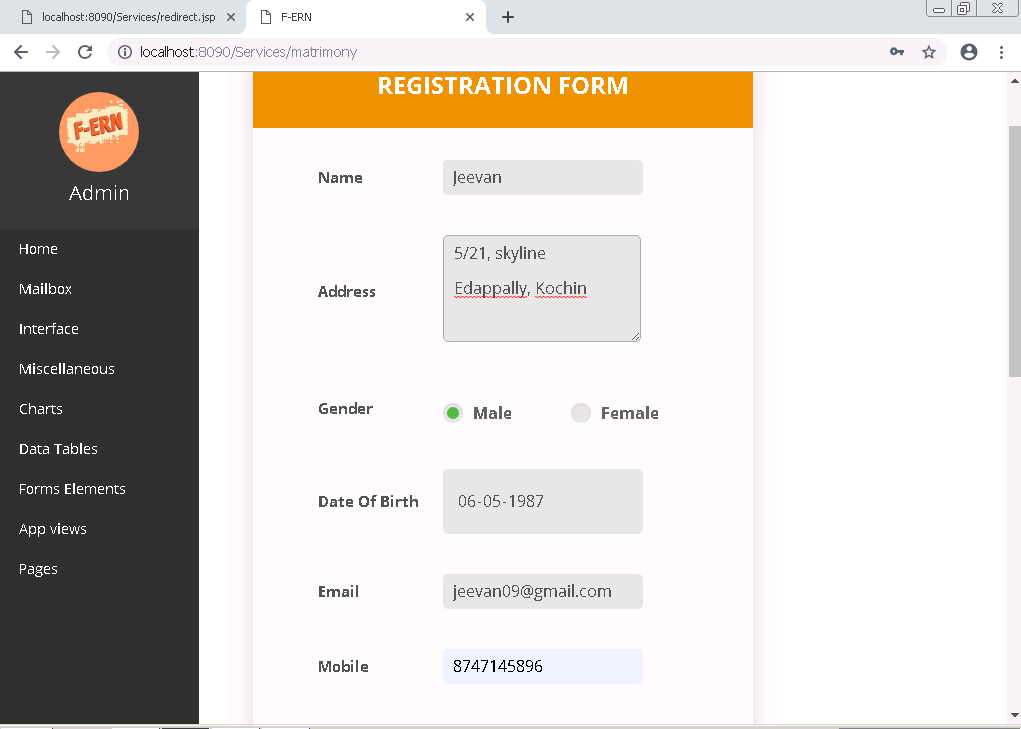 localhost:8090/Services/redirect.jsp
F-ERN
localhost:8090/Services/matrimony
F-ERN
Admin
Home
Mailbox
Interface
Miscellaneous
Charts
Data Tables
Forms Elements
App views
Pages
REGISTRATION FORM
Name
Jeevan
Address
5/21, skyline
Edappally, Kochin
Gender
Male
Female
Date Of Birth
06-05-1987
Email
jeevan09@gmail.com
Mobile
8747145896